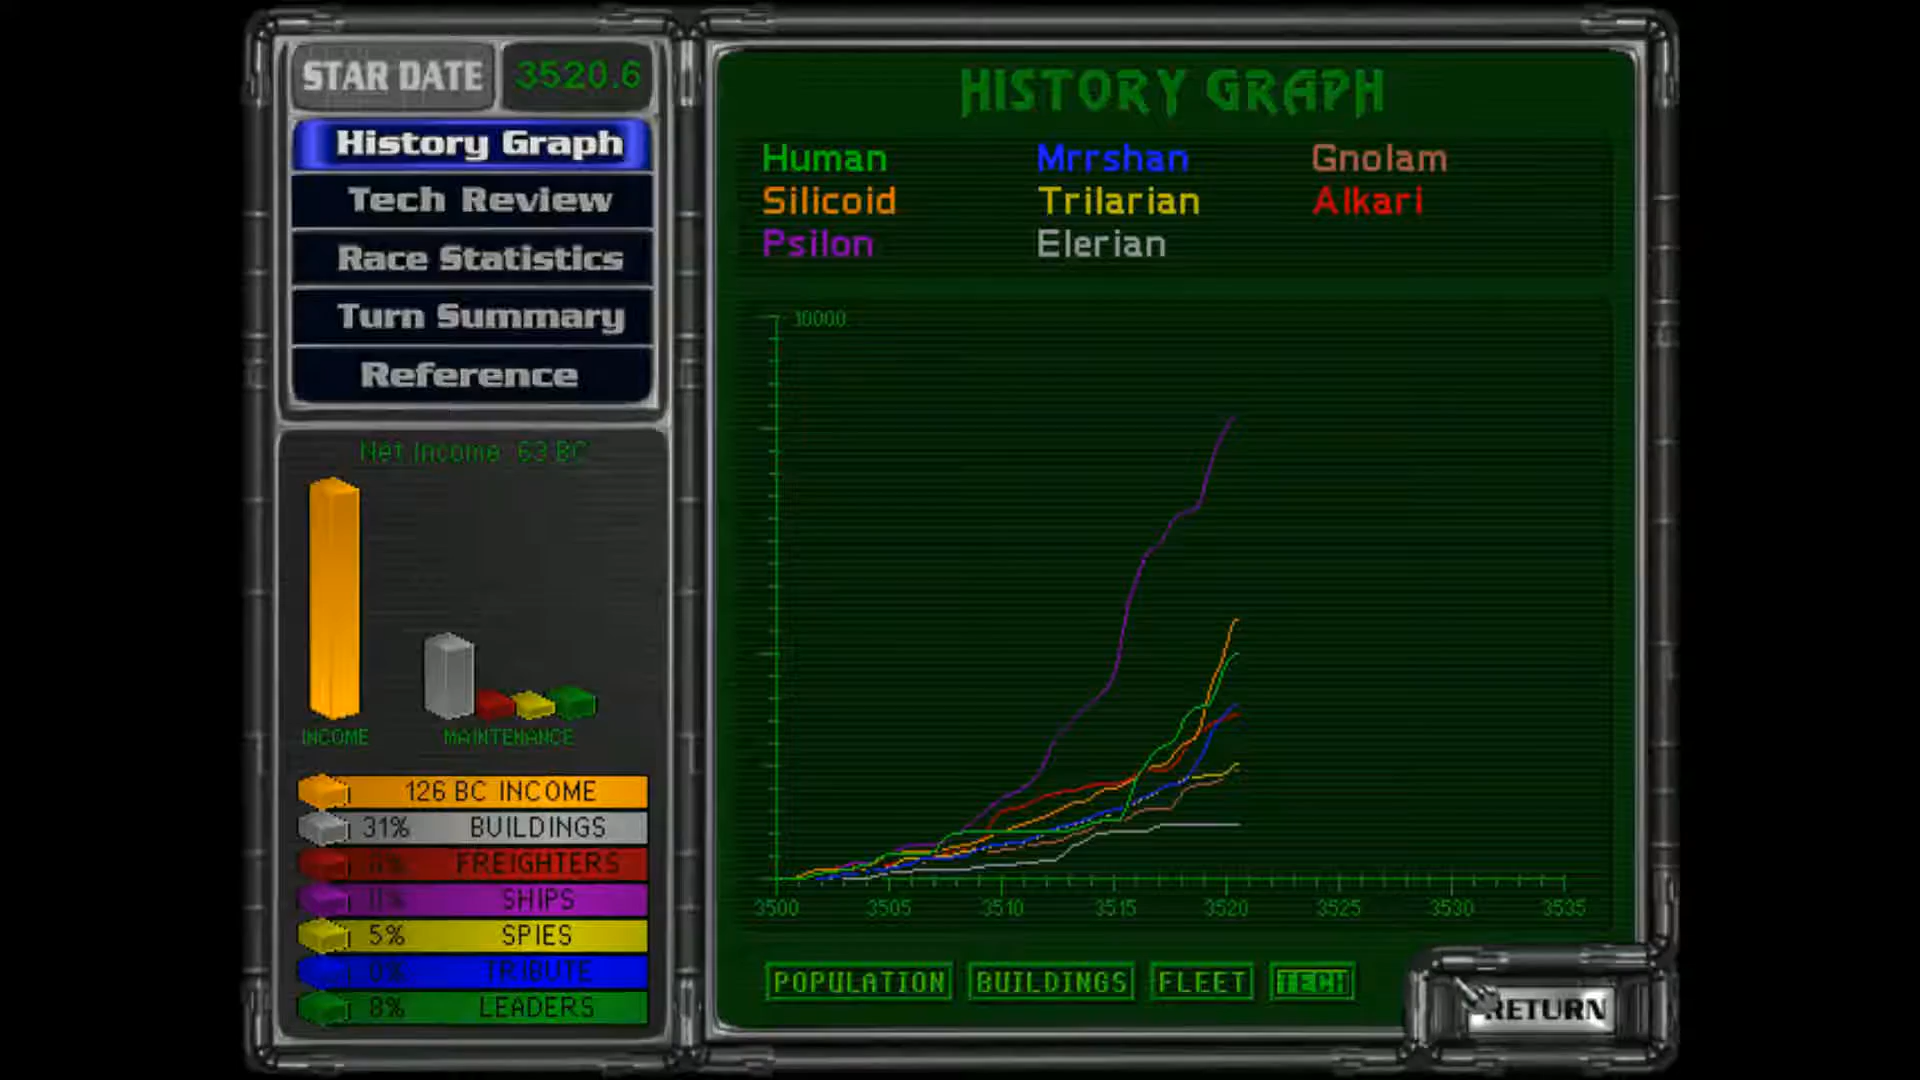 STAR DATE 3520.6
History Graph
Tech Review
Race Statistics
Turn Summary
Reference
Net Income: 63 BC
INCOME MAINTENANCE
126 BC INCOME
31% BUILDINGS
FREIGHTERS
SHIPS
5% SPIES
0% TRIBUTE
8% LEADERS
HISTORY GRAPH
Human Mrrshan Gnolam
Silicoid Trilarian Alkari
Psilon Elerian
10000
3500 3505 3510 3515 3520 3525 3530 3535
POPULATION BUILDINGS FLEET TECH
RETURN